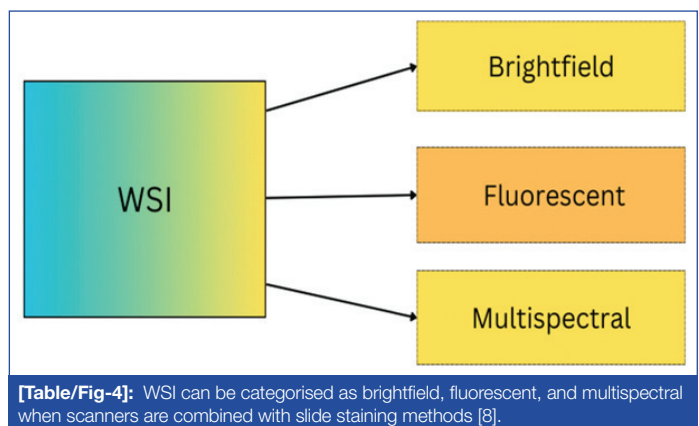 Brightfield
WSI
Fluorescent
Multispectral
[Table/Fig-4]: WSI can be categorised as brightfield, fluorescent, and multispectral
when scanners are combined with slide staining methods [8].